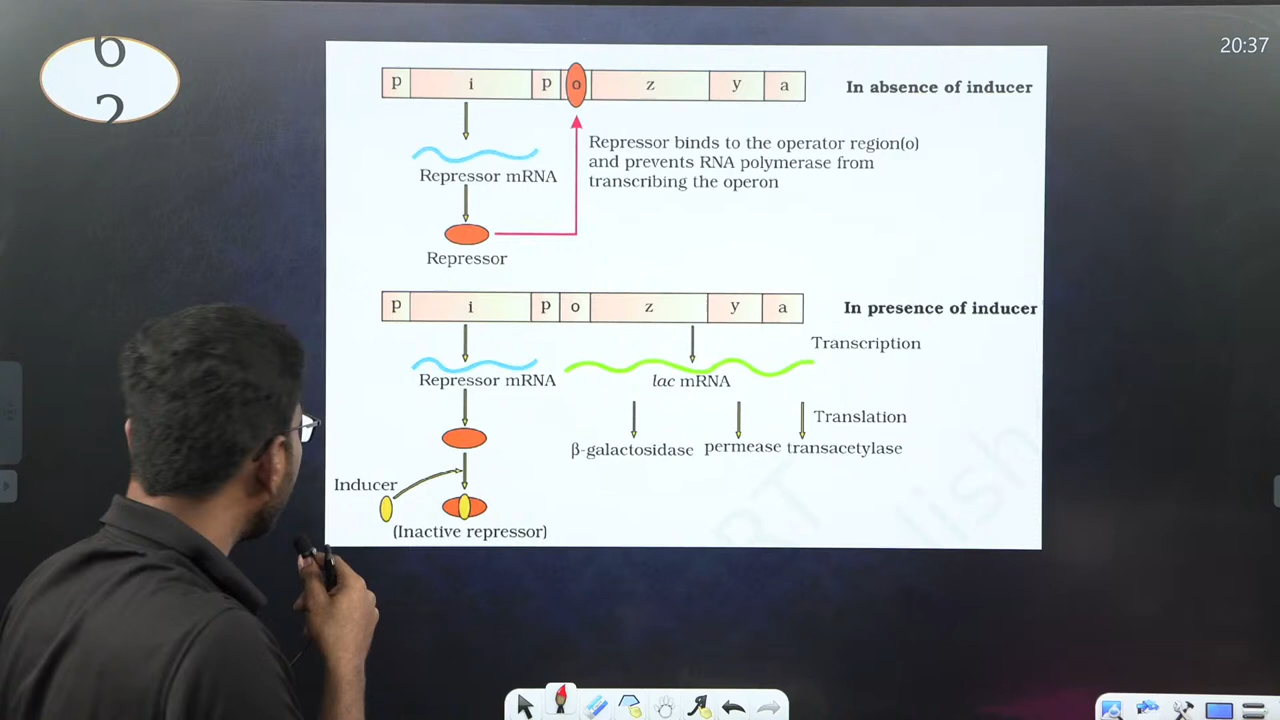 6
2
20:37
p i p o z y a In absence of inducer
Repressor binds to the operator region(o)
and prevents RNA polymerase from
transcribing the operon
Repressor mRNA
Repressor
p i p o z y a In presence of inducer
Transcription
Repressor mRNA
lac mRNA
Translation
β-galactosidase permease transacetylase
Inducer
(Inactive repressor)